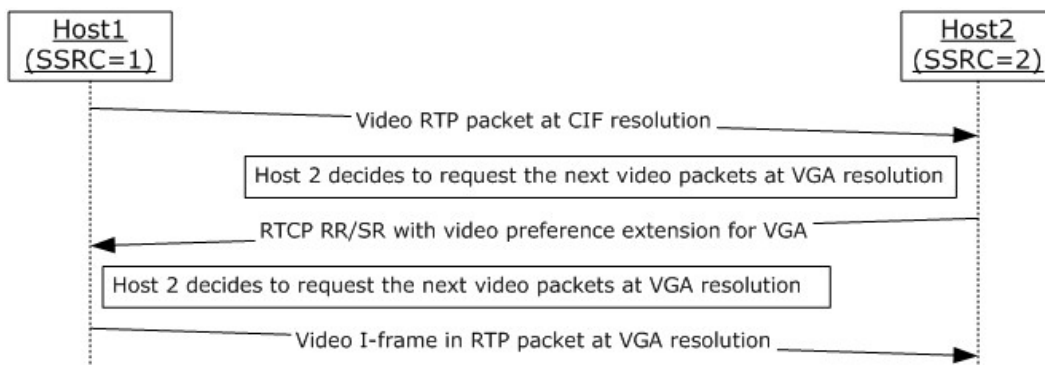 Host1
(SSRC=1)
Host2
(SSRC=2)
Video RTP packet at CIF resolution
Host 2 decides to request the next video packets at VGA resolution
RTCP RR/SR with video preference extension for VGA
Host 2 decides to request the next video packets at VGA resolution
Video I-frame in RTP packet at VGA resolution